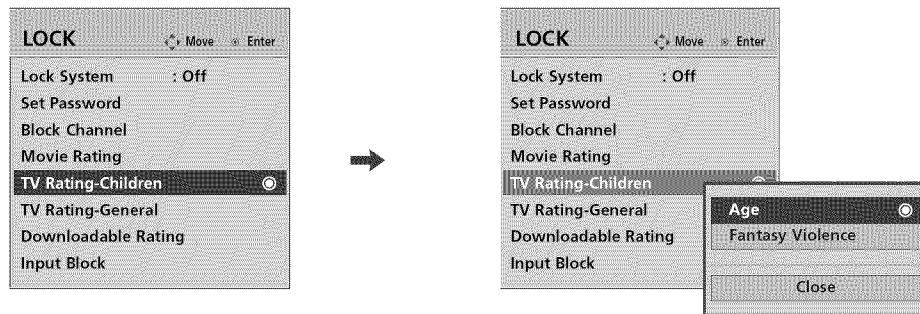 LOCK Move Enter
Lock System : Off
Set Password
Block Channel
Movie Rating
TV Rating-Children
TV Rating-General
Downloadable Rating
Input Block
LOCK Move Enter
Lock System : Off
Set Password
Block Channel
Movie Rating
TV Rating-Children
TV Rating-General
Downloadable Rating
Input Block
Age
Fantasy Violence
Close